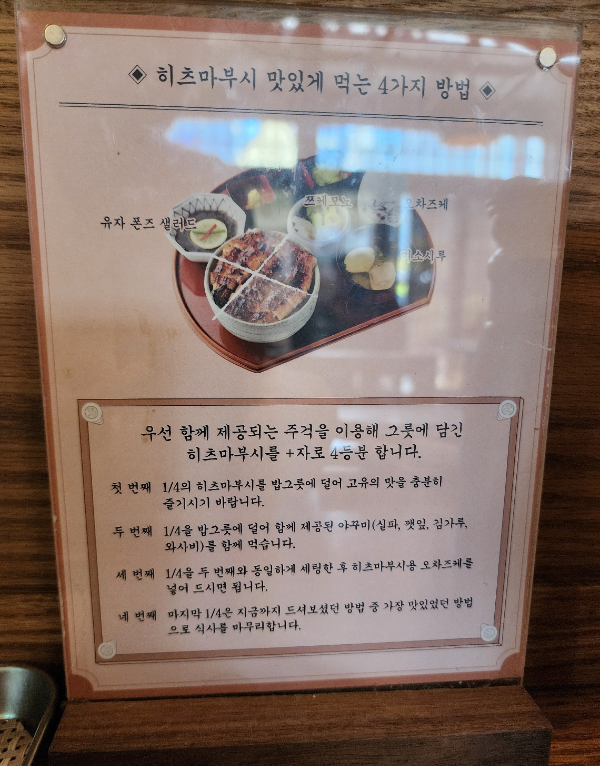 ◈ 히츠마부시 맛있게 먹는 4가지 방법 ◈
유자 폰즈 샐러드
쯔케모노
오차즈케
미소시루
우선 함께 제공되는 주걱을 이용해 그릇에 담긴
히츠마부시를 +자로 4등분 합니다.
첫 번째 1/4의 히츠마부시를 밥그릇에 덜어 고유의 맛을 충분히
즐기시기 바랍니다.
두 번째 1/4을 밥그릇에 덜어 함께 제공된 야꾸미(실파, 깻잎, 김가루,
와사비)를 함께 먹습니다.
세 번째 1/4을 두 번째와 동일하게 세팅한 후 히츠마부시용 오차즈케를
넣어 드시면 됩니다.
네 번째 마지막 1/4은 지금까지 드셔보셨던 방법 중 가장 맛있었던 방법
으로 식사를 마무리합니다.